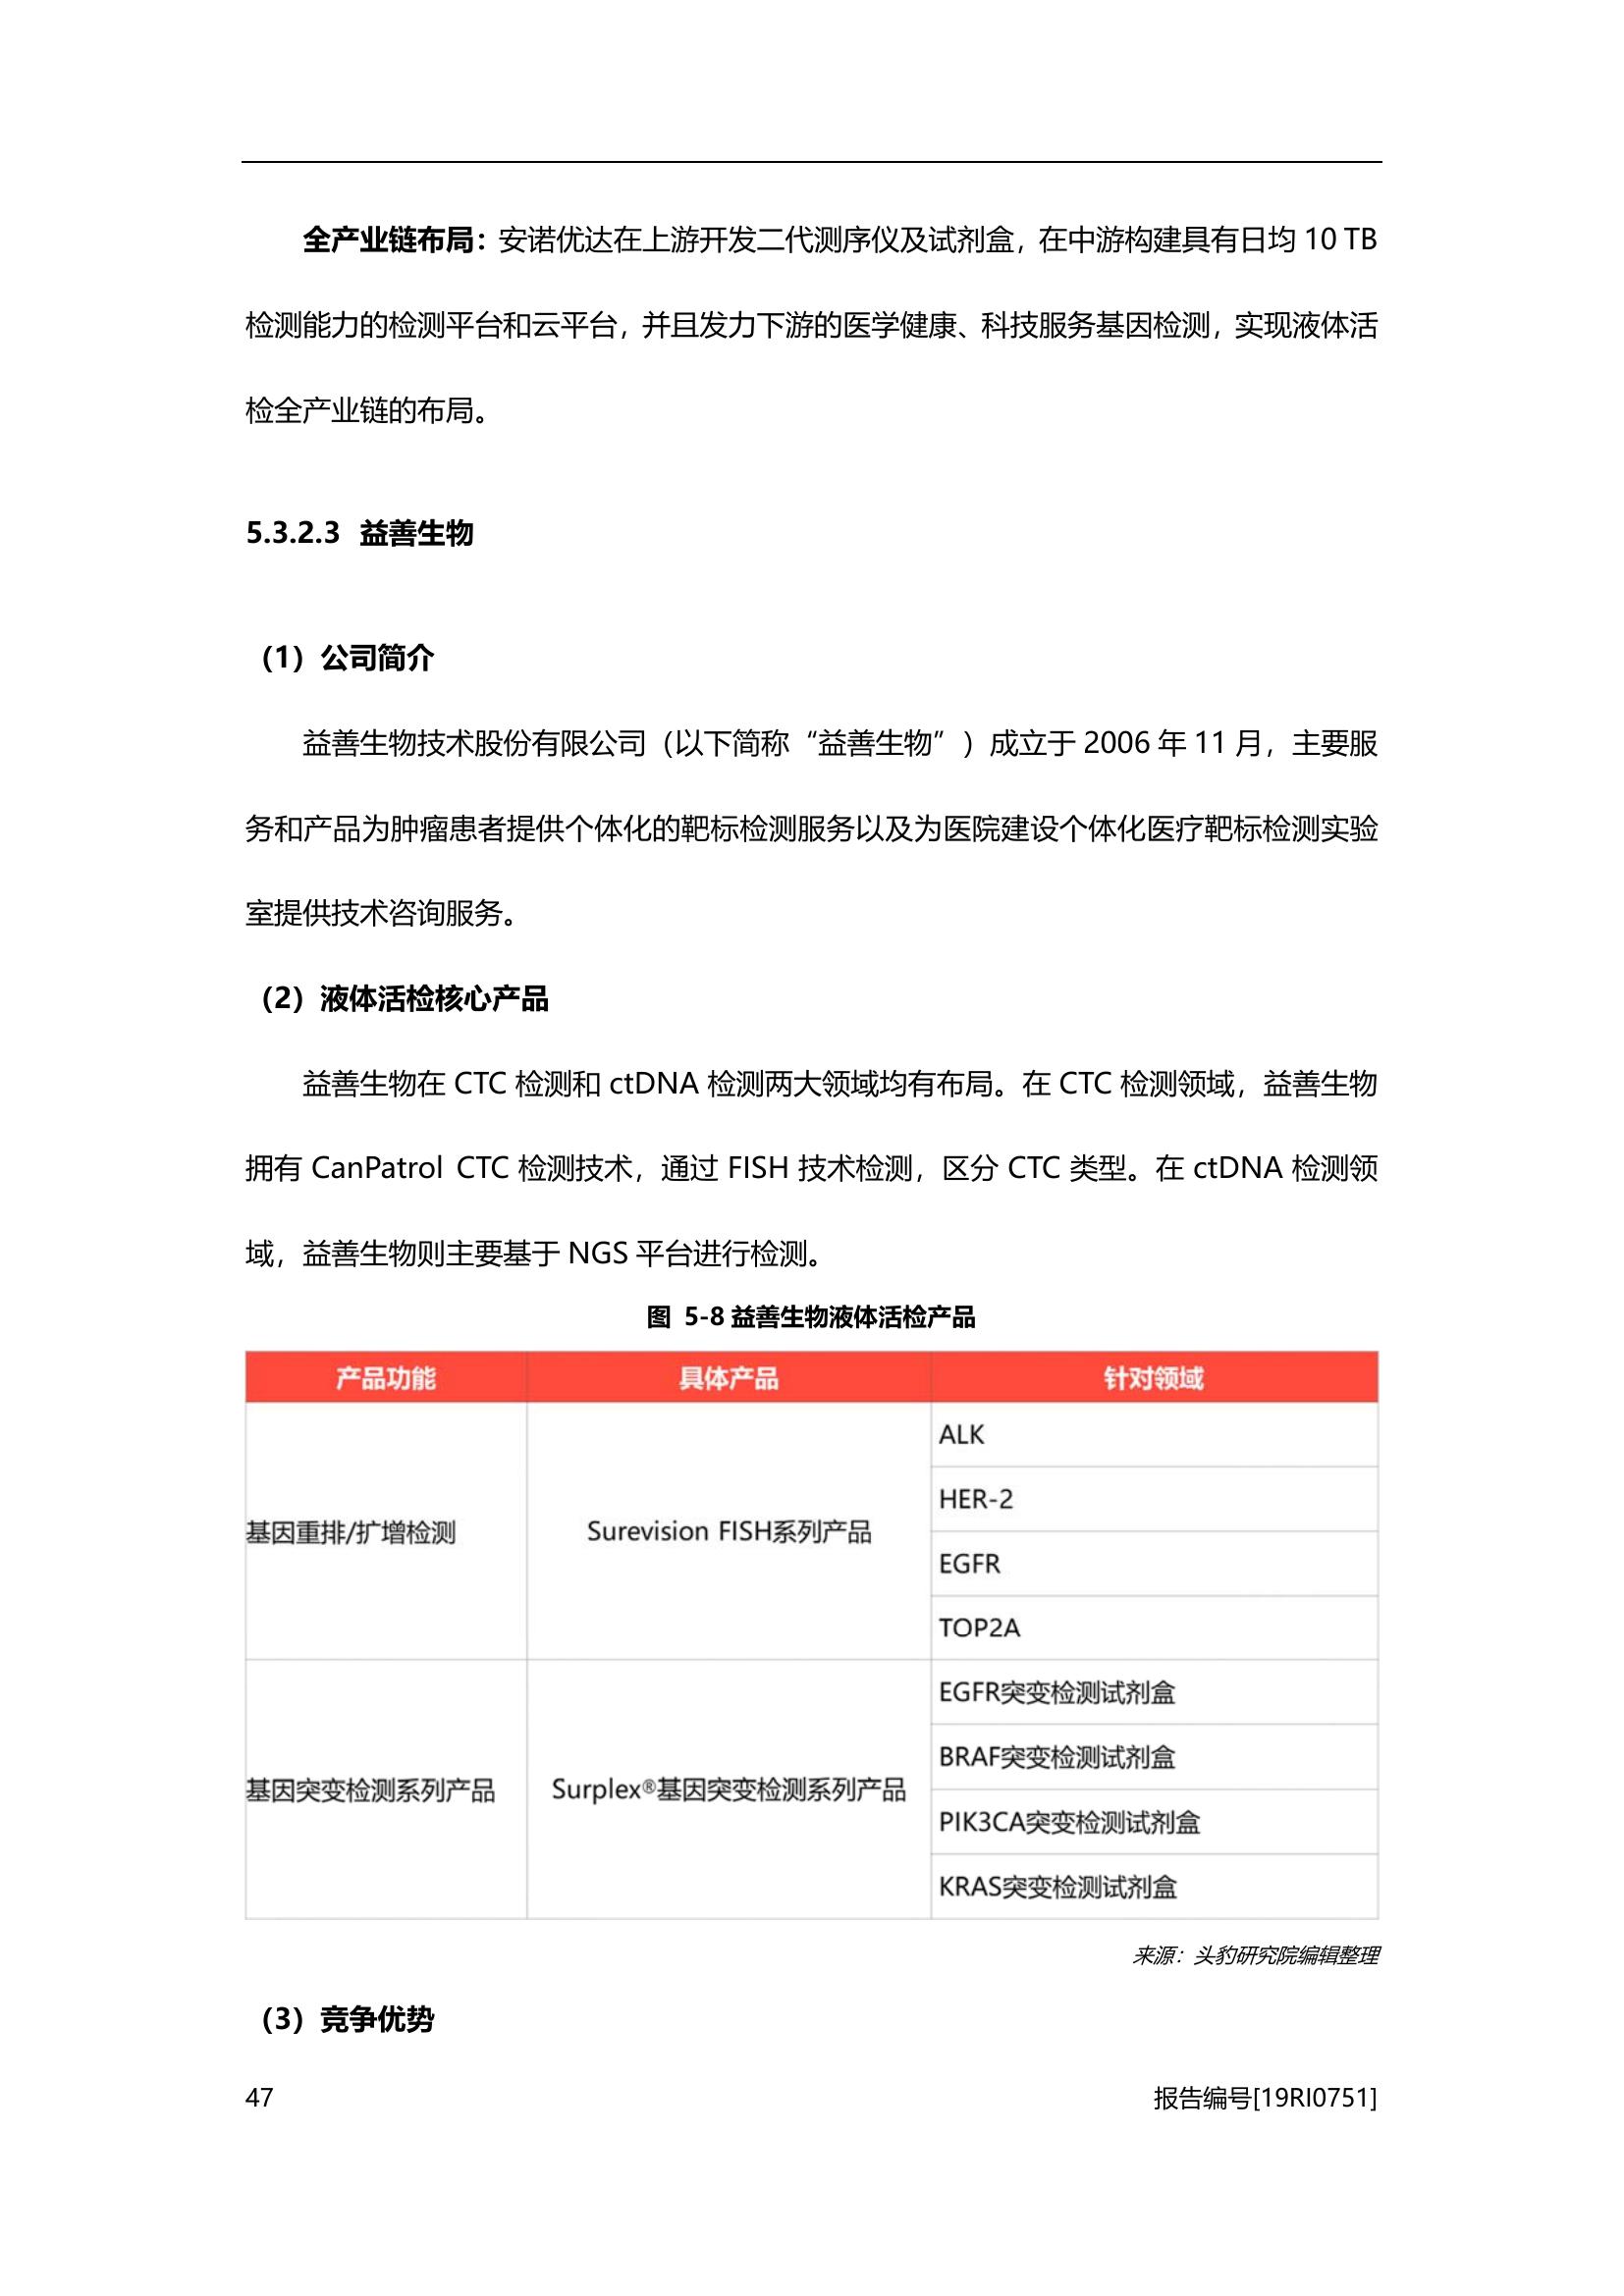 全产业链布局：安诺优达在上游开发二代测序仪及试剂盒，在中游构建具有日均 10 TB
检测能力的检测平台和云平台，并且发力下游的医学健康、科技服务基因检测，实现液体活
检全产业链的布局。
5.3.2.3 益善生物
（1）公司简介
益善生物技术股份有限公司（以下简称“益善生物”）成立于 2006 年 11 月，主要服
务和产品为肿瘤患者提供个体化的靶标检测服务以及为医院建设个体化医疗靶标检测实验
室提供技术咨询服务。
（2）液体活检核心产品
益善生物在 CTC 检测和 ctDNA 检测两大领域均有布局。在 CTC 检测领域，益善生物
拥有 CanPatrol CTC 检测技术，通过 FISH 技术检测，区分 CTC 类型。在 ctDNA 检测领
域，益善生物则主要基于 NGS 平台进行检测。
图 5-8 益善生物液体活检产品
产品功能 具体产品 针对领域
基因重排/扩增检测 Surevision FISH系列产品
ALK
HER-2
EGFR
TOP2A
基因突变检测系列产品 Surplex®基因突变检测系列产品
EGFR突变检测试剂盒
BRAF突变检测试剂盒
PIK3CA突变检测试剂盒
KRAS突变检测试剂盒
来源：头豹研究院编辑整理
（3）竞争优势
47 报告编号[19RI0751]